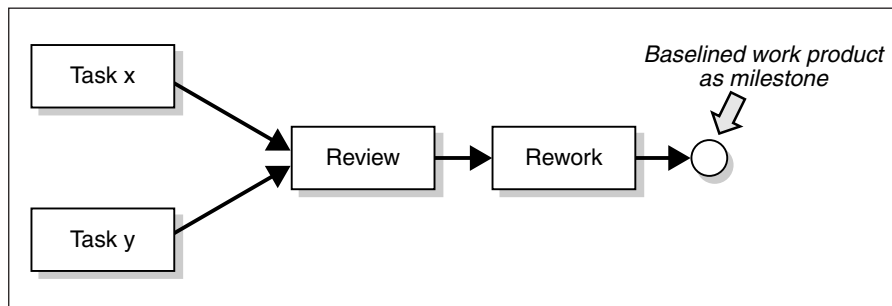 Task x
Baselined work product
as milestone
Review
Rework
Task y